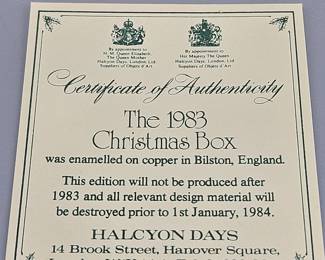 By appointment to
H. M. Queen Elizabeth,
The Queen Mother
Halcyon Days, London, Ltd.
Suppliers of Objets d'Art
By appointment to
Her Majesty The Queen
Halcyon Days, London, Ltd.
Suppliers of Objets d'Art
Certificate of Authenticity
The 1983
Christmas Box
was enamelled on copper in Bilston, England.
This edition will not be produced after
1983 and all relevant design material will
be destroyed prior to 1st January, 1984.
HALCYON DAYS
14 Brook Street, Hanover Square,